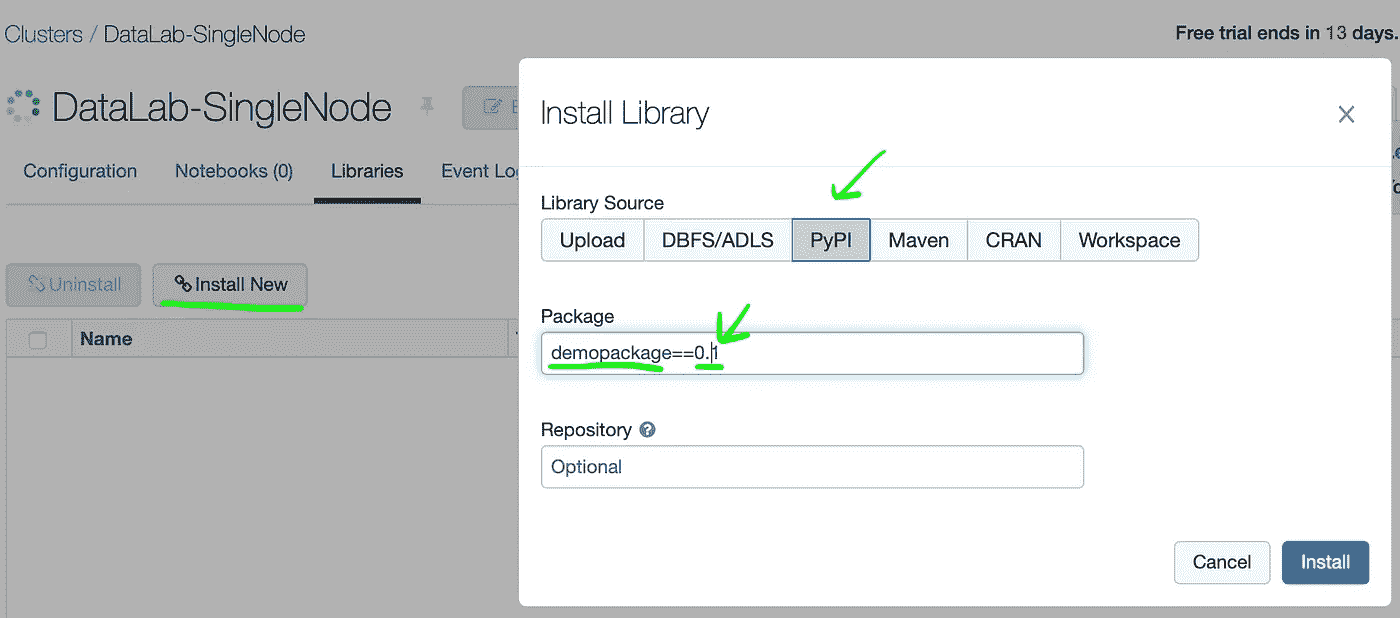 Clusters / DataLab-SingleNode
Free trial ends in 13 days.
DataLab-SingleNode
Configuration Notebooks (0) Libraries Event Log
Uninstall Install New
Name
Install Library
Library Source
Upload DBFS/ADLS PyPI Maven CRAN Workspace
Package
demopackage==0.1
Repository
Optional
Cancel Install